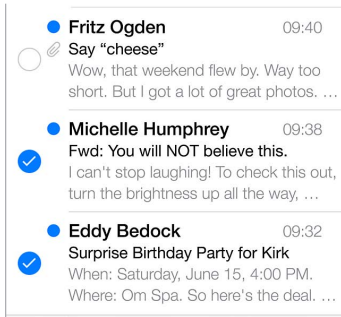 Fritz Ogden 09:40
Say “cheese”
Wow, that weekend flew by. Way too
short. But I got a lot of great photos. …
Michelle Humphrey 09:38
Fwd: You will NOT believe this.
I can't stop laughing! To check this out,
turn the brightness up all the way, …
Eddy Bedock 09:32
Surprise Birthday Party for Kirk
When: Saturday, June 15, 4:00 PM.
Where: Om Spa. So here's the deal. …